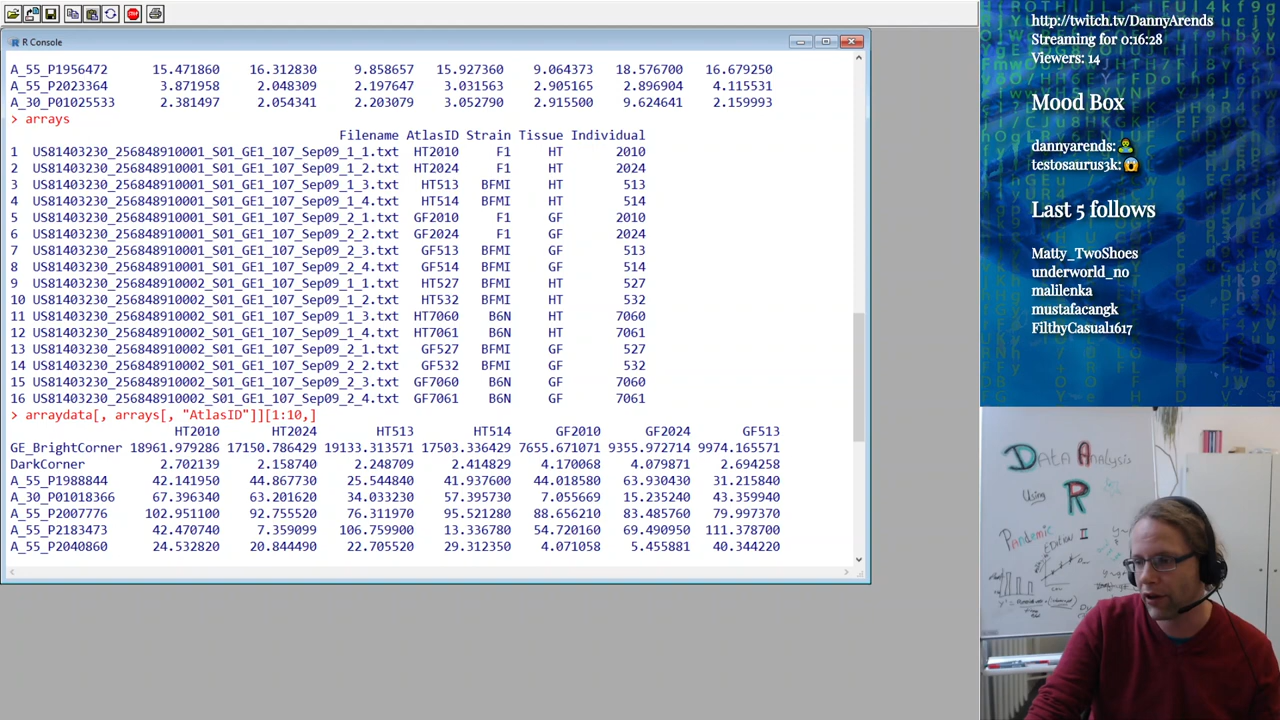 R Console
A_55_P1956472 15.471860 16.312830 9.858657 15.927360 9.064373 18.576700 16.679250
A_55_P2023364 3.871958 2.048309 2.197647 3.031563 2.905165 2.896904 4.115531
A_30_P01025533 2.381497 2.054341 2.203079 3.052790 2.915500 9.624641 2.159993
> arrays
Filename AtlasID Strain Tissue Individual
1 US81403230_256848910001_S01_GE1_107_Sep09_1_1.txt HT2010 F1 HT 2010
2 US81403230_256848910001_S01_GE1_107_Sep09_1_2.txt HT2024 F1 HT 2024
3 US81403230_256848910001_S01_GE1_107_Sep09_1_3.txt HT513 BFMI HT 513
4 US81403230_256848910001_S01_GE1_107_Sep09_1_4.txt HT514 BFMI HT 514
5 US81403230_256848910001_S01_GE1_107_Sep09_2_1.txt GF2010 F1 GF 2010
6 US81403230_256848910001_S01_GE1_107_Sep09_2_2.txt GF2024 F1 GF 2024
7 US81403230_256848910001_S01_GE1_107_Sep09_2_3.txt GF513 BFMI GF 513
8 US81403230_256848910001_S01_GE1_107_Sep09_2_4.txt GF514 BFMI GF 514
9 US81403230_256848910002_S01_GE1_107_Sep09_1_1.txt HT527 BFMI HT 527
10 US81403230_256848910002_S01_GE1_107_Sep09_1_2.txt HT532 BFMI HT 532
11 US81403230_256848910002_S01_GE1_107_Sep09_1_3.txt HT7060 B6N HT 7060
12 US81403230_256848910002_S01_GE1_107_Sep09_1_4.txt HT7061 B6N HT 7061
13 US81403230_256848910002_S01_GE1_107_Sep09_2_1.txt GF527 BFMI GF 527
14 US81403230_256848910002_S01_GE1_107_Sep09_2_2.txt GF532 BFMI GF 532
15 US81403230_256848910002_S01_GE1_107_Sep09_2_3.txt GF7060 B6N GF 7060
16 US81403230_256848910002_S01_GE1_107_Sep09_2_4.txt GF7061 B6N GF 7061
> arraydata[, arrays[, "AtlasID"]][1:10,]
HT2010 HT2024 HT513 HT514 GF2010 GF2024 GF513
GE_BrightCorner 18961.979286 17150.786429 19133.313571 17503.336429 7655.671071 9355.972714 9974.165571
DarkCorner 2.702139 2.158740 2.248709 2.414829 4.170068 4.079871 2.694258
A_55_P1988844 42.141950 44.867730 25.544840 41.937600 44.018580 63.930430 31.215840
A_30_P01018366 67.396340 63.201620 34.033230 57.395730 7.055669 15.235240 43.359940
A_55_P2007776 102.951100 92.755520 76.311970 95.521280 88.656210 83.485760 79.997370
A_55_P2183473 42.470740 7.359099 106.759900 13.336780 54.720160 69.490950 111.378700
A_55_P2040860 24.532820 20.844490 22.705520 29.312350 4.071058 5.455881 40.344220
http://twitch.tv/DannyArends
Streaming for 0:16:28
Viewers: 14
Mood Box
dannyarends:
testosaurus3k:
Last 5 follows
Matty_TwoShoes
underworld_no
malilenka
mustafacangk
FilthyCasual1617
Data Analysis
Using
R
Pandemic
Edition II